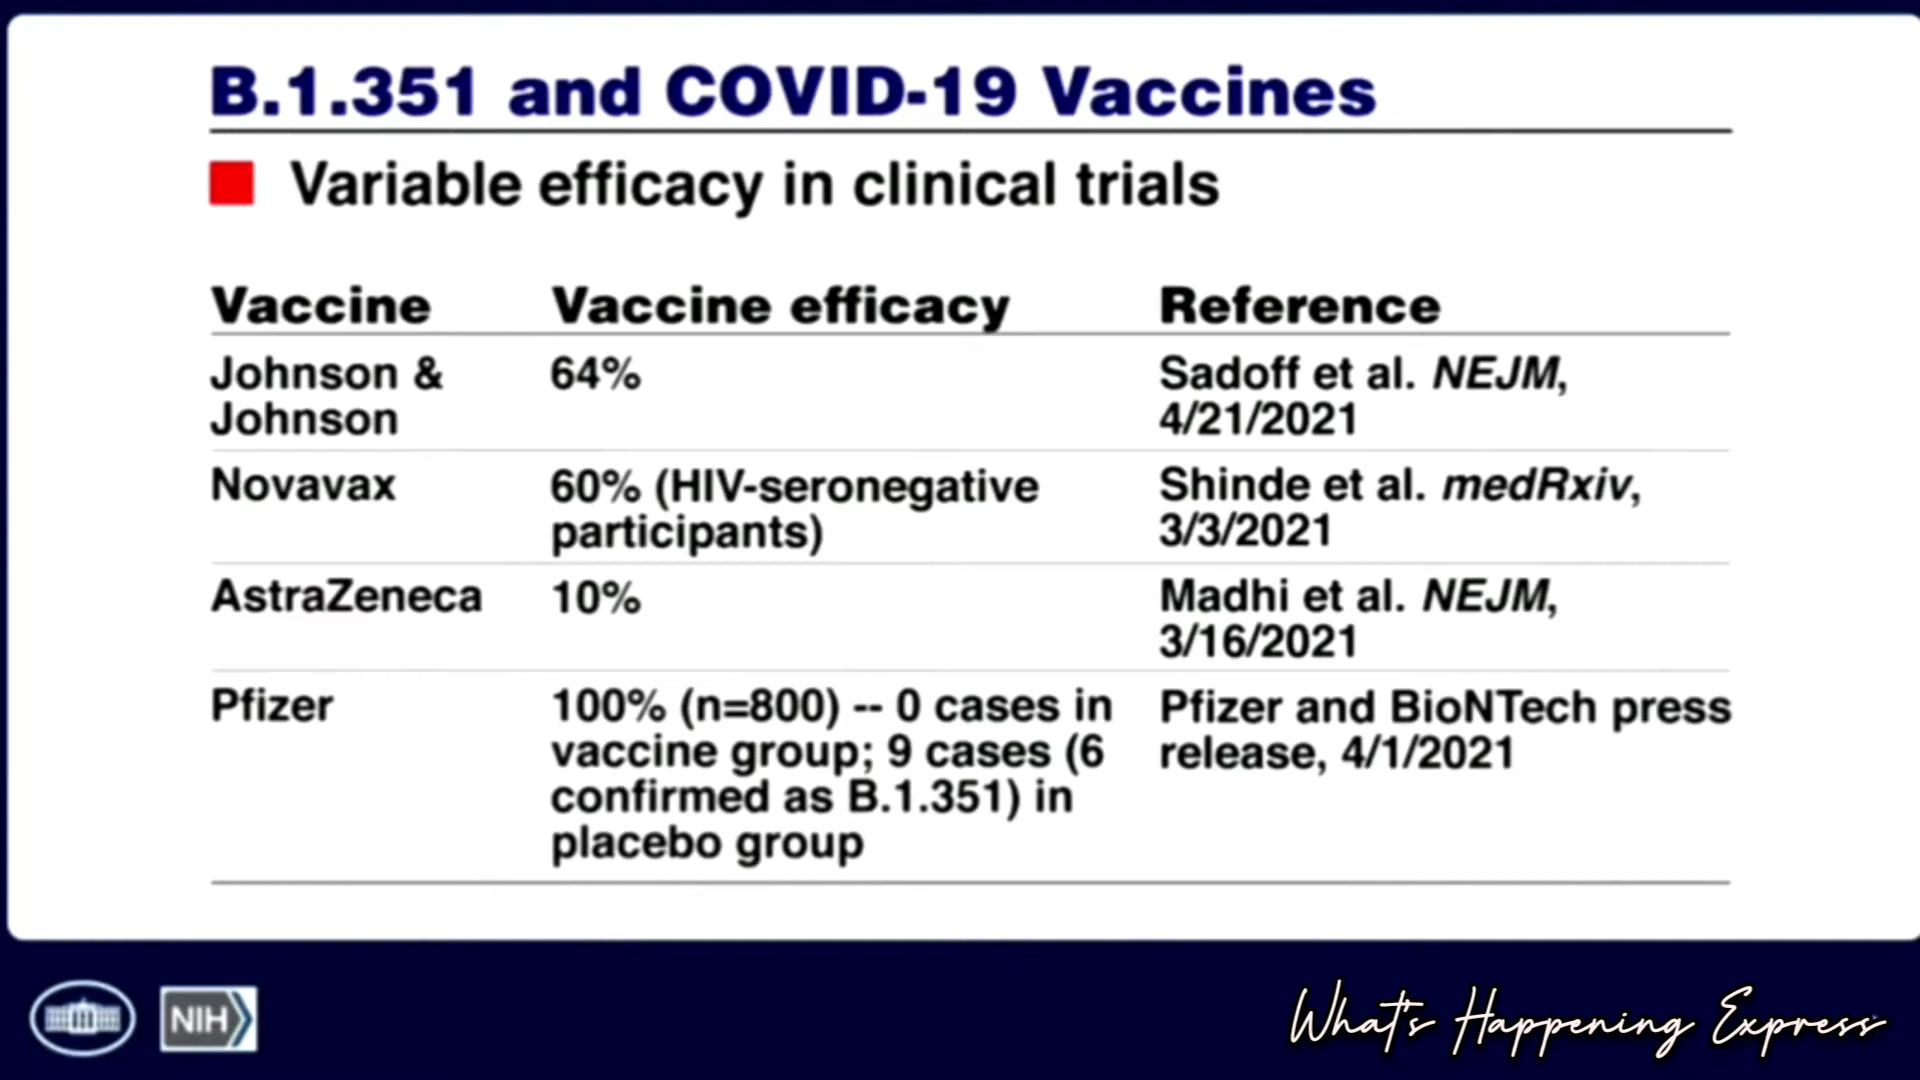 B.1.351 and COVID-19 Vaccines
Variable efficacy in clinical trials
Vaccine Vaccine efficacy Reference
Johnson &
Johnson
64%
Sadoff et al. NEJM,
4/21/2021
Novavax
60% (HIV-seronegative
participants)
Shinde et al. medRxiv,
3/3/2021
AstraZeneca
10%
Madhi et al. NEJM,
3/16/2021
Pfizer
100% (n=800) -- 0 cases in
vaccine group; 9 cases (6
confirmed as B.1.351) in
placebo group
Pfizer and BioNTech press
release, 4/1/2021
NIH
What's Happening Express